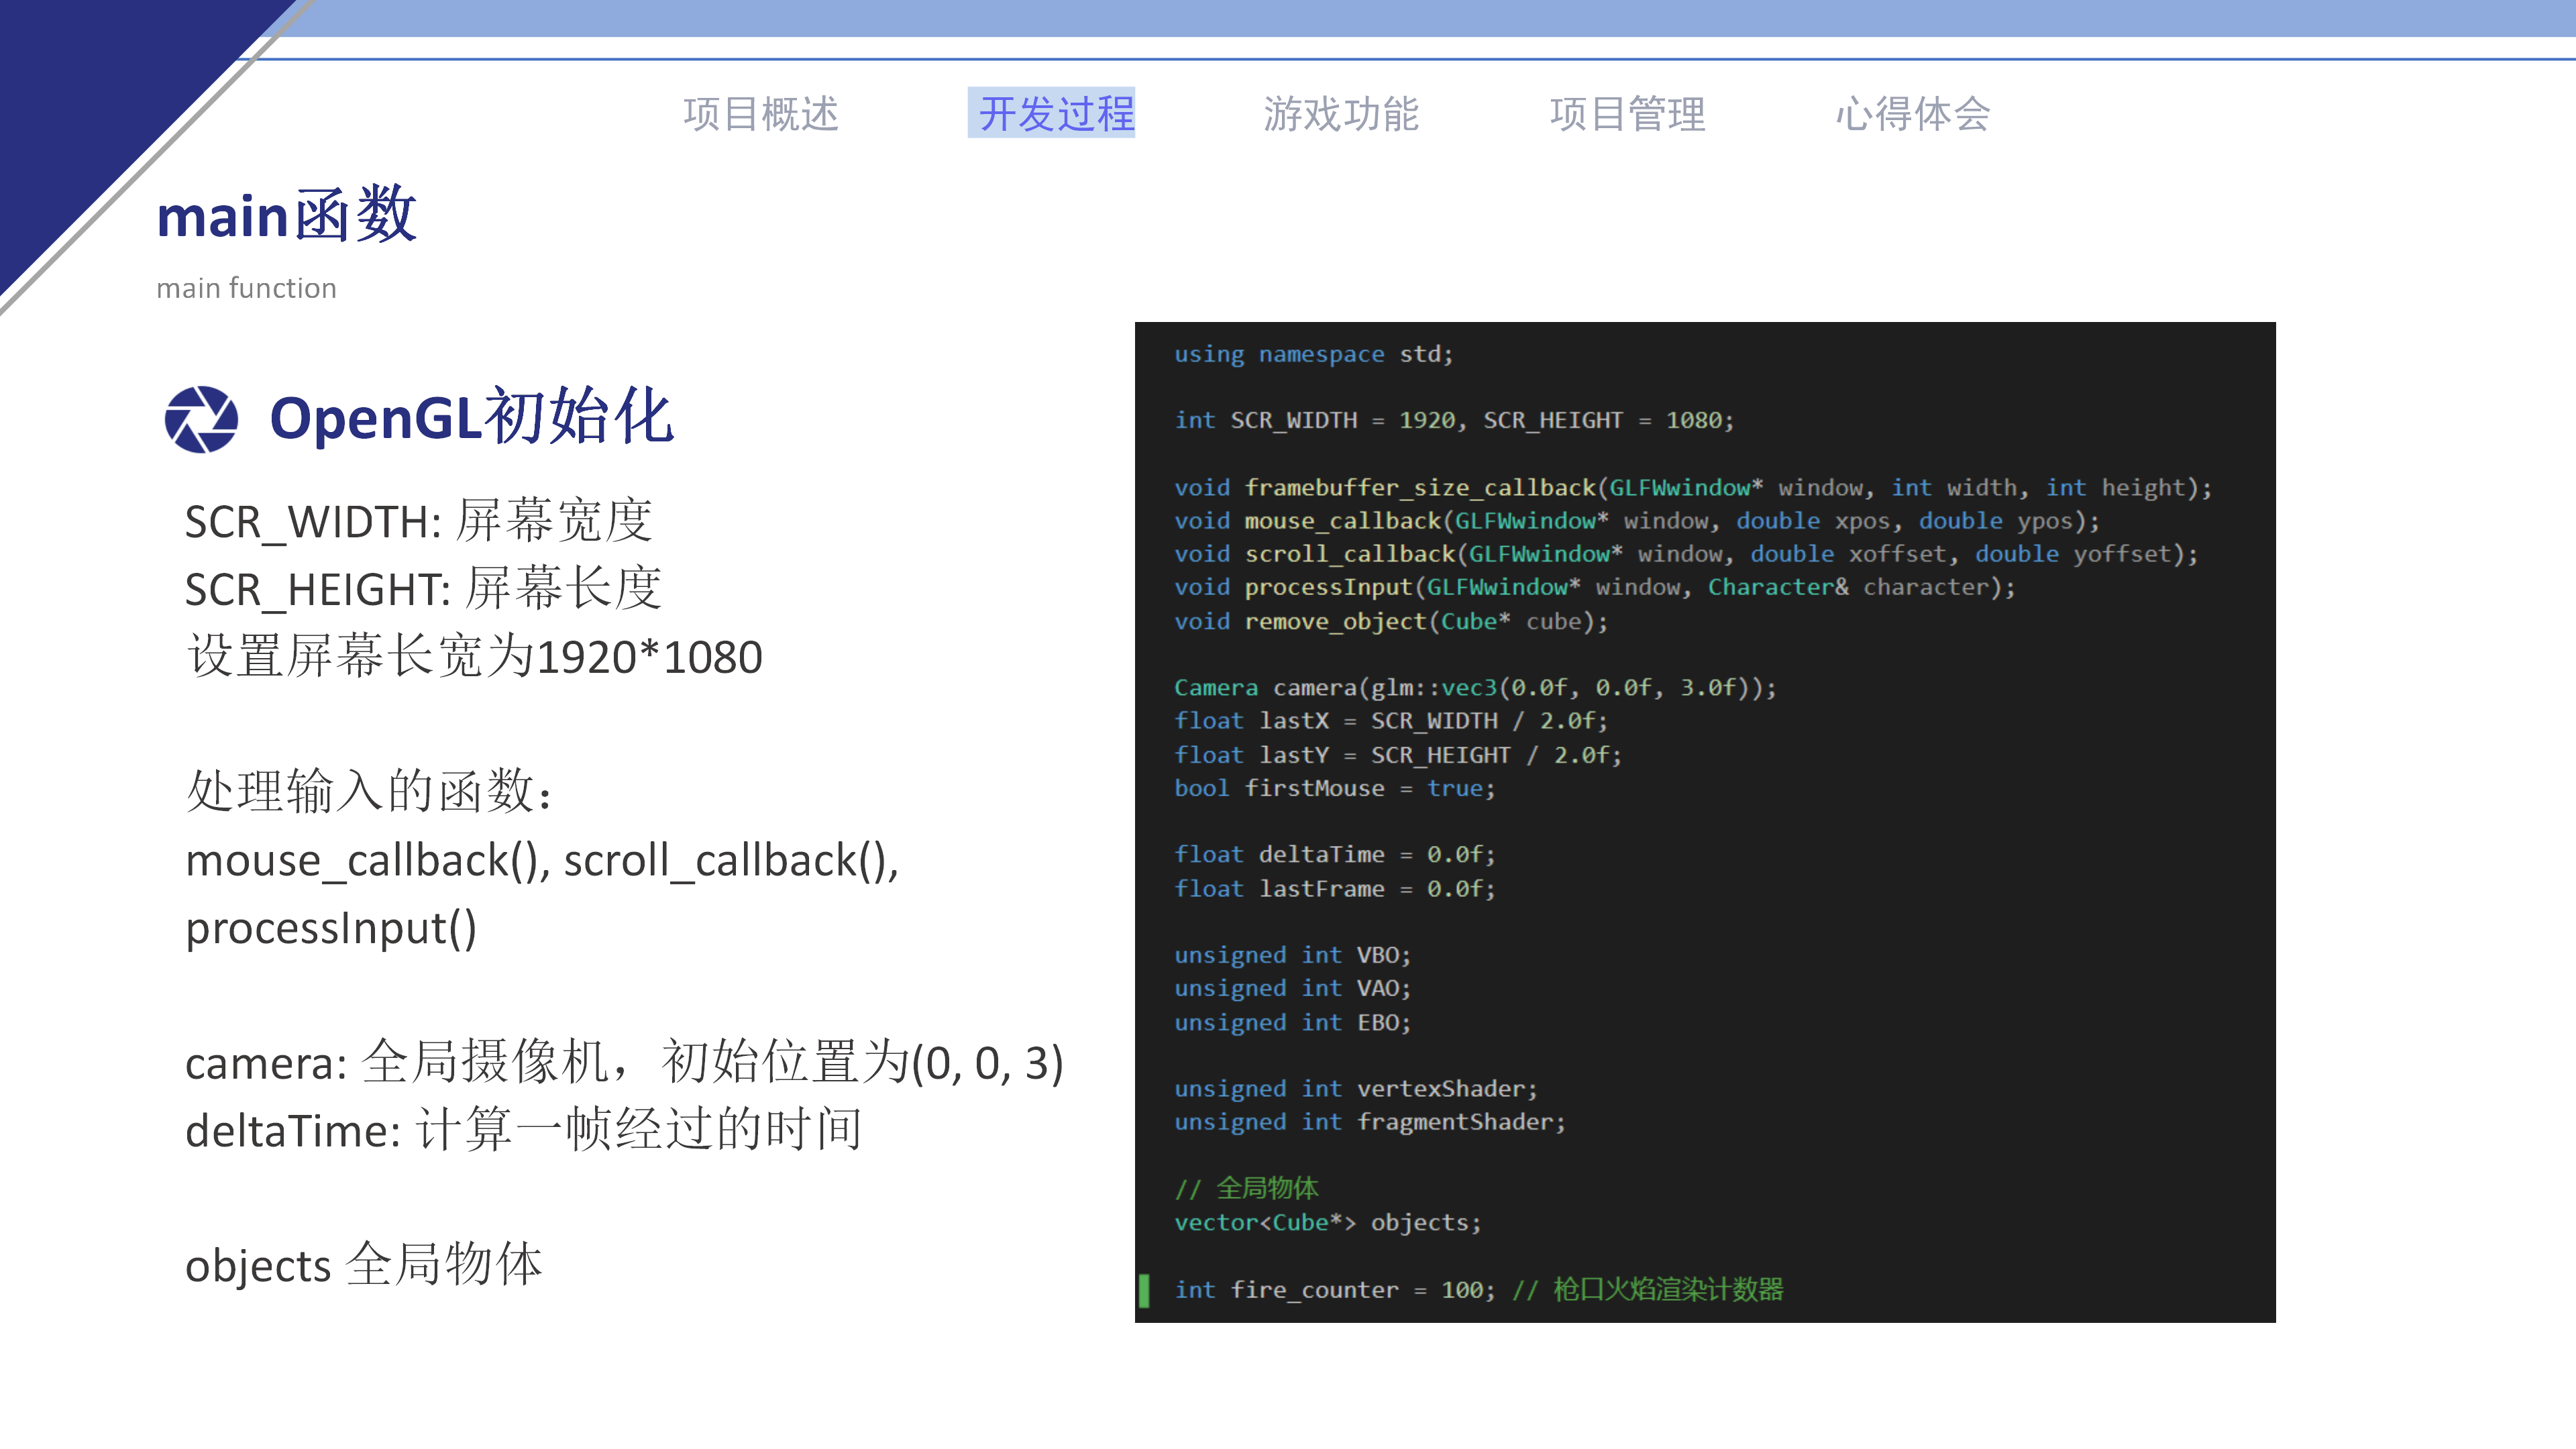 项目概述 开发过程 游戏功能 项目管理 心得体会
main函数
main function
OpenGL初始化
SCR_WIDTH: 屏幕宽度
SCR_HEIGHT: 屏幕长度
设置屏幕长宽为1920*1080
处理输入的函数：
mouse_callback(), scroll_callback(),
processInput()
camera: 全局摄像机，初始位置为(0, 0, 3)
deltaTime: 计算一帧经过的时间
objects 全局物体
using namespace std;
int SCR_WIDTH = 1920, SCR_HEIGHT = 1080;
void framebuffer_size_callback(GLFWwindow* window, int width, int height);
void mouse_callback(GLFWwindow* window, double xpos, double ypos);
void scroll_callback(GLFWwindow* window, double xoffset, double yoffset);
void processInput(GLFWwindow* window, Character& character);
void remove_object(Cube* cube);
Camera camera(glm::vec3(0.0f, 0.0f, 3.0f));
float lastX = SCR_WIDTH / 2.0f;
float lastY = SCR_HEIGHT / 2.0f;
bool firstMouse = true;
float deltaTime = 0.0f;
float lastFrame = 0.0f;
unsigned int VBO;
unsigned int VAO;
unsigned int EBO;
unsigned int vertexShader;
unsigned int fragmentShader;
// 全局物体
vector<Cube*> objects;
int fire_counter = 100; // 枪口火焰渲染计数器